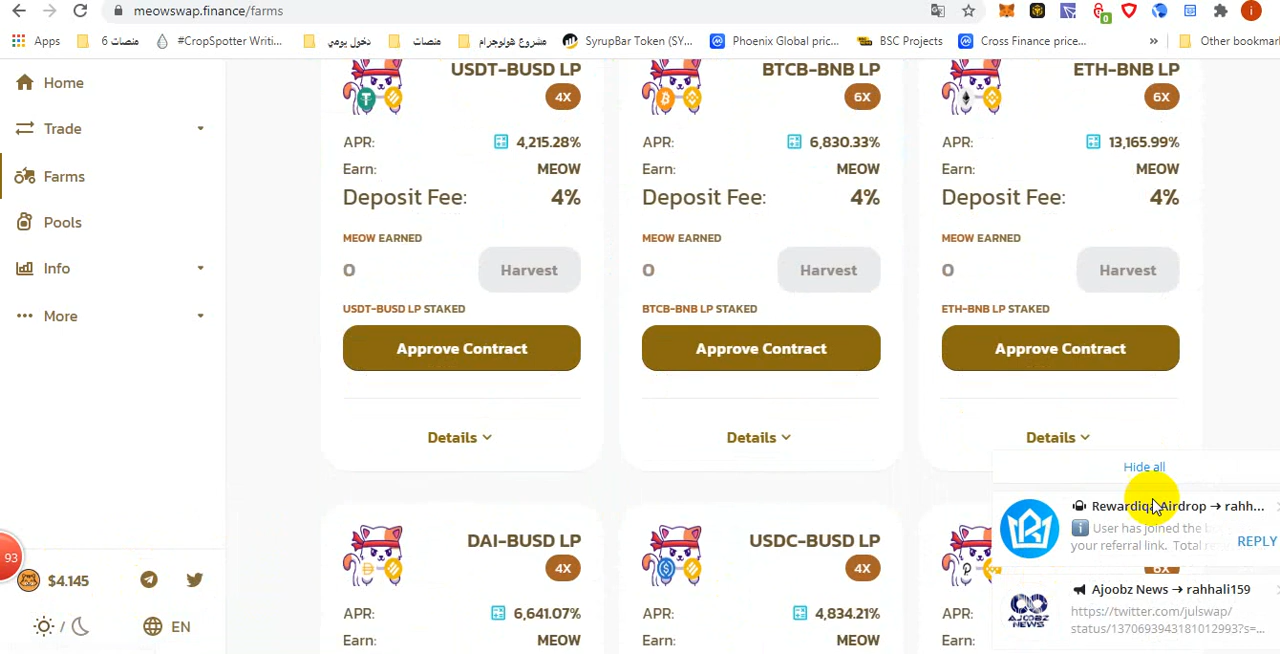 meowswap.finance/farms
Apps
منصات 6
#CropSpotter Writi...
دخول يومي
منصات
مشروع هولوجرام
SyrupBar Token (SY...
Phoenix Global pric...
BSC Projects
Cross Finance price...
»
Other bookmar
Home
Trade
Farms
Pools
Info
More
$4.145
EN
93
USDT-BUSD LP
4X
APR: 4,215.28%
Earn: MEOW
Deposit Fee: 4%
MEOW EARNED
0 Harvest
USDT-BUSD LP STAKED
Approve Contract
Details
BTCB-BNB LP
6X
APR: 6,830.33%
Earn: MEOW
Deposit Fee: 4%
MEOW EARNED
0 Harvest
BTCB-BNB LP STAKED
Approve Contract
Details
ETH-BNB LP
6X
APR: 13,165.99%
Earn: MEOW
Deposit Fee: 4%
MEOW EARNED
0 Harvest
ETH-BNB LP STAKED
Approve Contract
Details
DAI-BUSD LP
4X
APR: 6,641.07%
Earn: MEOW
USDC-BUSD LP
4X
APR: 4,834.21%
Earn: MEOW
6X
APR:
Earn:
Hide all
Airdrop → rahh...
User has joined the
your referral link. Total
REPLY
Ajoobz News → rahhali159
https://twitter.com/julswap/
status/1370693943181012993?s=...
AJOOBZ
NEWS